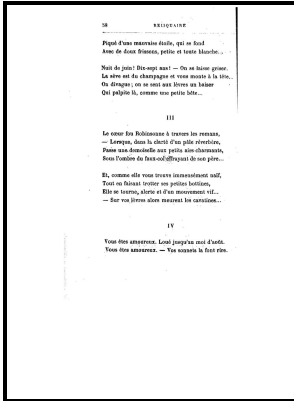 58 RELIQUAIRE
Piqué d'une mauvaise étoile, qui se fond
Avec de doux frissons, petite et toute blanche...
Nuit de juin ! Dix-sept ans ! — On se laisse griser.
La sève est du champagne et vous monte à la tête...
On divague ; on se sent aux lèvres un baiser
Qui palpite là, comme une petite bête...
III
Le cœur fou Robinsonne à travers les romans,
— Lorsque, dans la clarté d'un pâle réverbère,
Passe une demoiselle aux petits airs charmants,
Sous l'ombre du faux-col effrayant de son père...
Et, comme elle vous trouve immensément naïf,
Tout en faisant trotter ses petites bottines,
Elle se tourne, alerte et d'un mouvement vif...
— Sur vos lèvres alors meurent les cavatines...
IV
Vous êtes amoureux. Loué jusqu'au moi d'août.
Vous êtes amoureux. — Vos sonnets la font rire.